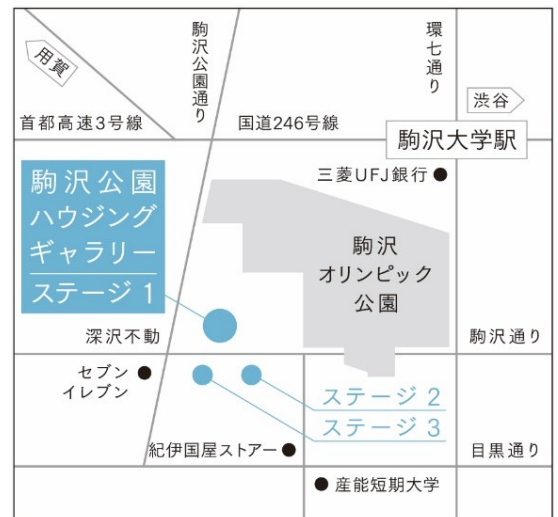 用賀
駒沢公園通り
環七通り
渋谷
首都高速3号線
国道246号線
駒沢大学駅
三菱UFJ銀行
駒沢公園
ハウジング
ギャラリー
ステージ 1
駒沢
オリンピック
公園
深沢不動
駒沢通り
セブン
イレブン
ステージ 2
ステージ 3
紀伊国屋ストアー
目黒通り
産能短期大学